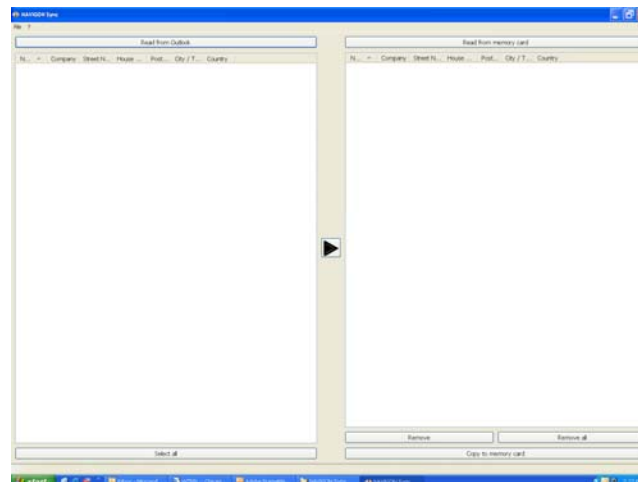 NAVIGON Sync
File ?
Read from Outlook
Read from memory card
N... Company Street N... House ... Post... City / T... Country
N... Company Street N... House ... Post... City / T... Country
Remove
Remove all
Select all
Copy to memory card
start